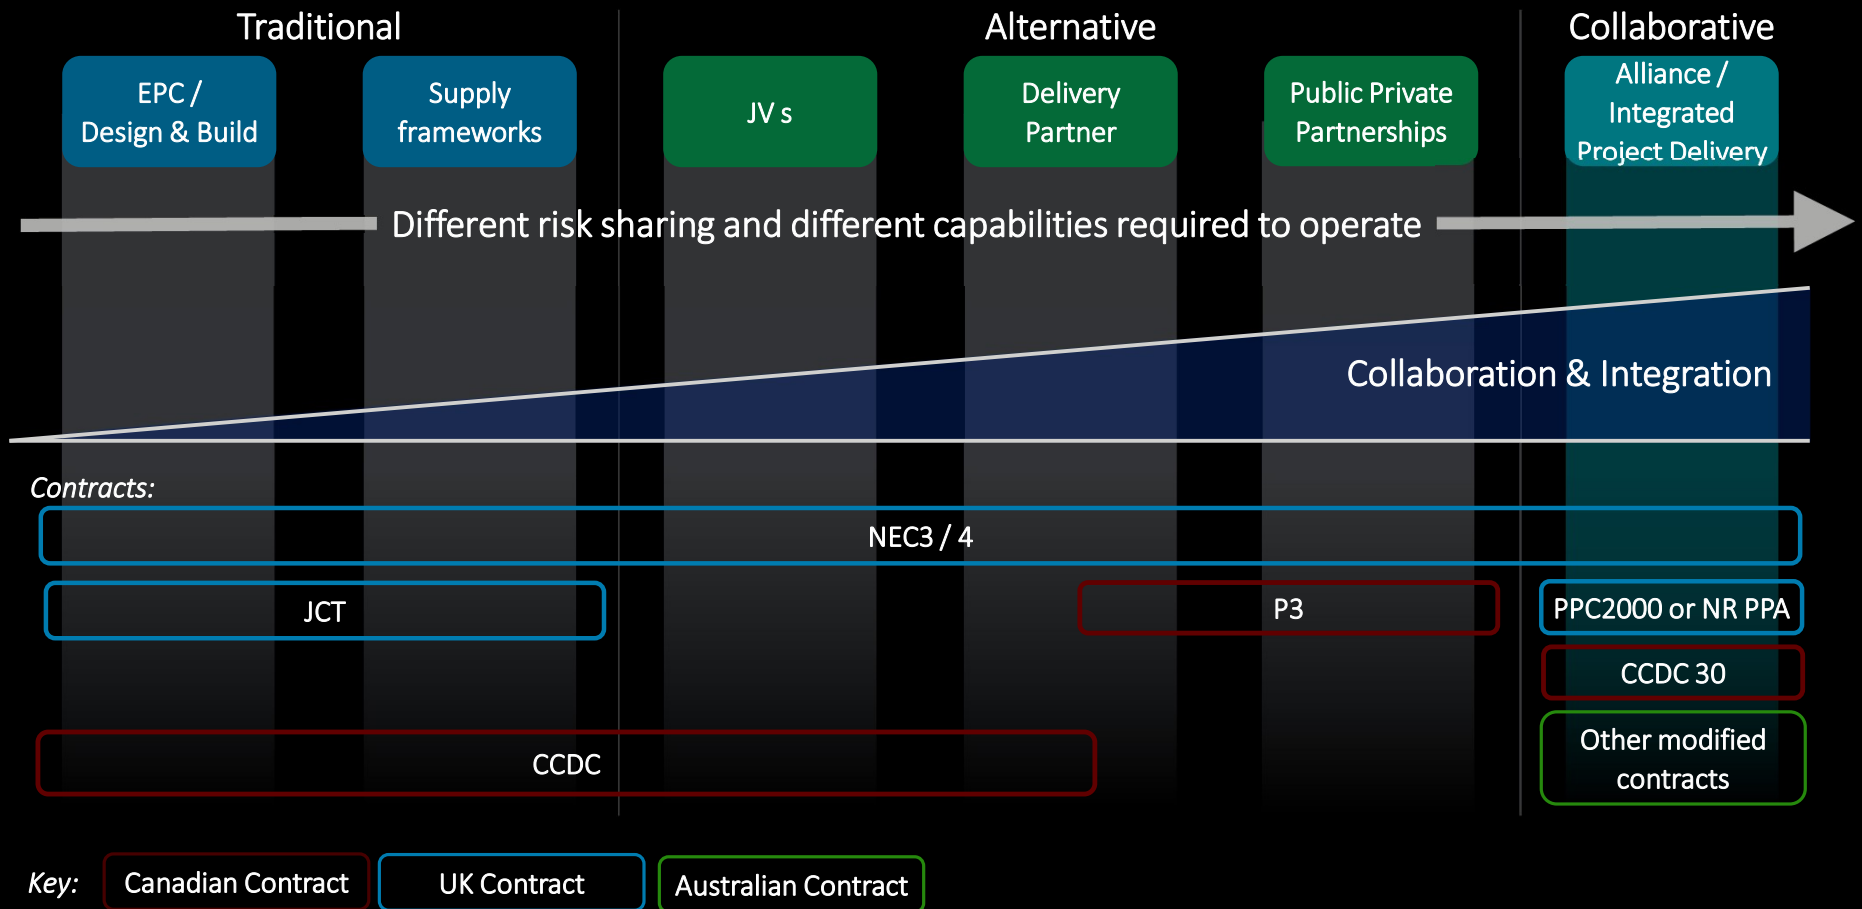 Traditional
Alternative
Collaborative
EPC /
Design & Build
Supply
frameworks
JV s
Delivery
Partner
Public Private
Partnerships
Alliance /
Integrated
Project Delivery
Different risk sharing and different capabilities required to operate
Collaboration & Integration
Contracts:
NEC3 / 4
JCT
P3
PPC2000 or NR PPA
CCDC 30
CCDC
Other modified
contracts
Key:
Canadian Contract
UK Contract
Australian Contract